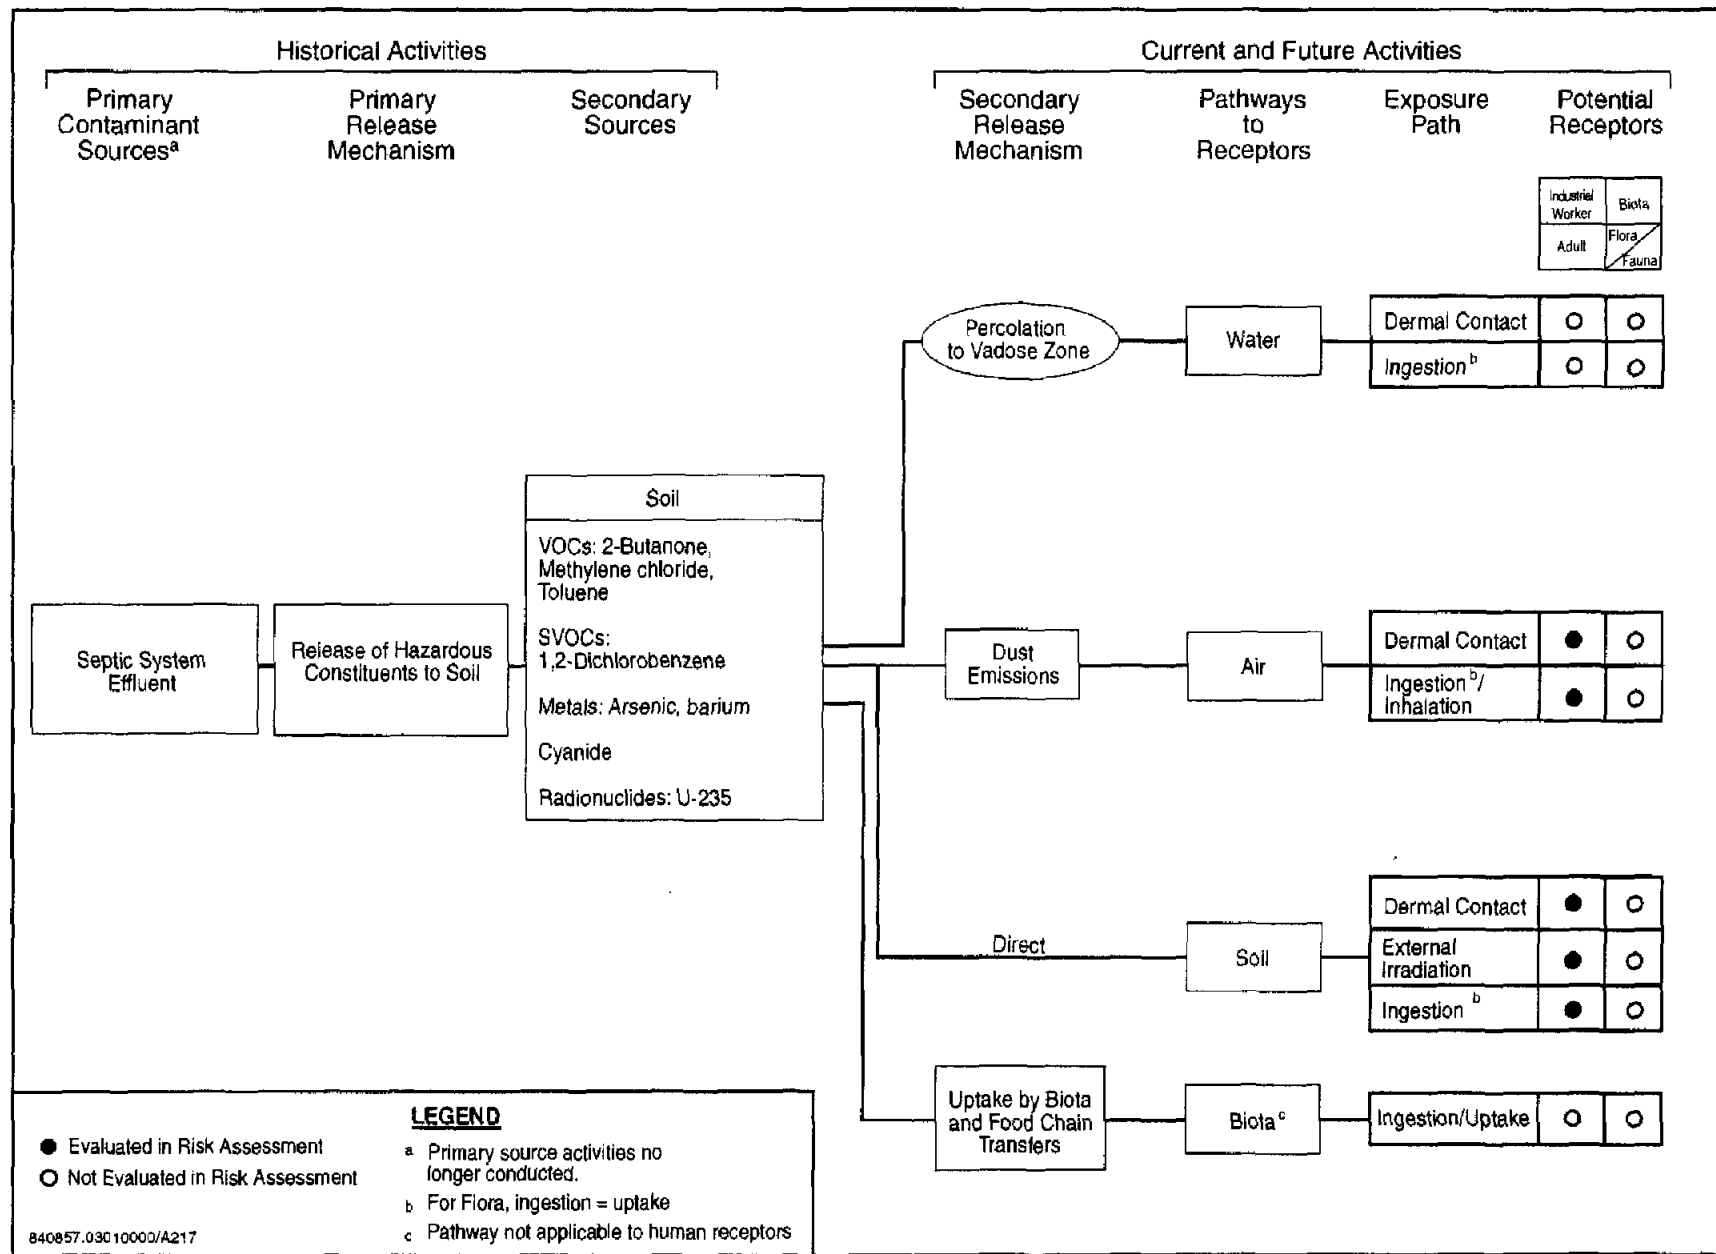 Historical Activities
Current and Future Activities
Primary
Contaminant
Sourcesᵃ
Primary
Release
Mechanism
Secondary
Sources
Secondary
Release
Mechanism
Pathways
to
Receptors
Exposure
Path
Potential
Receptors
Industrial
Worker
Biota
Adult
Flora
Fauna
Percolation
to Vadose Zone
Water
Dermal Contact
Ingestion ᵇ
Soil
VOCs: 2-Butanone,
Methylene chloride,
Toluene
SVOCs:
1,2-Dichlorobenzene
Metals: Arsenic, barium
Cyanide
Radionuclides: U-235
Septic System
Effluent
Release of Hazardous
Constituents to Soil
Dust
Emissions
Air
Dermal Contact
Ingestion ᵇ/
Inhalation
Direct
Soil
Dermal Contact
External
Irradiation
Ingestion ᵇ
Uptake by Biota
and Food Chain
Transfers
Biotaᶜ
Ingestion/Uptake
LEGEND
● Evaluated in Risk Assessment
○ Not Evaluated in Risk Assessment
a Primary source activities no
longer conducted.
b For Flora, ingestion = uptake
c Pathway not applicable to human receptors
840857.03010000/A217